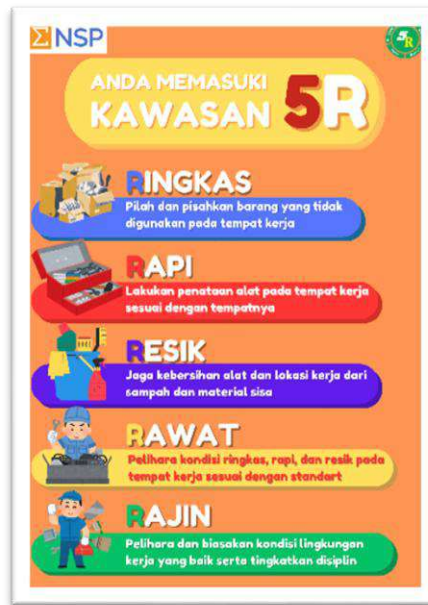 NSP
5R
ANDA MEMASUKI
KAWASAN 5R
RINGKAS
Pilah dan pisahkan barang yang tidak
digunakan pada tempat kerja
RAPI
Lakukan penataan alat pada tempat kerja
sesuai dengan tempatnya
RESIK
Jaga kebersihan alat dan lokasi kerja dari
sampah dan material sisa
RAWAT
Pelihara kondisi ringkas, rapi, dan resik pada
tempat kerja sesuai dengan standart
RAJIN
Pelihara dan biasakan kondisi lingkungan
kerja yang baik serta tingkatkan disiplin